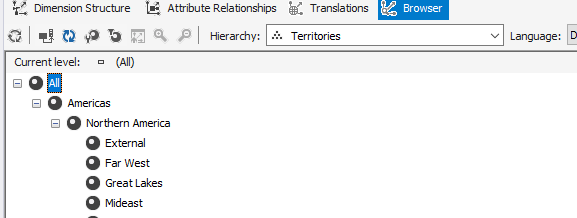 Dimension Structure Attribute Relationships Translations Browser
Hierarchy: Territories Language: D
Current level: (All)
All
Americas
Northern America
External
Far West
Great Lakes
Mideast